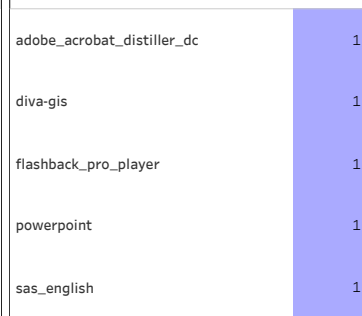 adobe_acrobat_distiller_dc 1
diva-gis 1
flashback_pro_player 1
powerpoint 1
sas_english 1